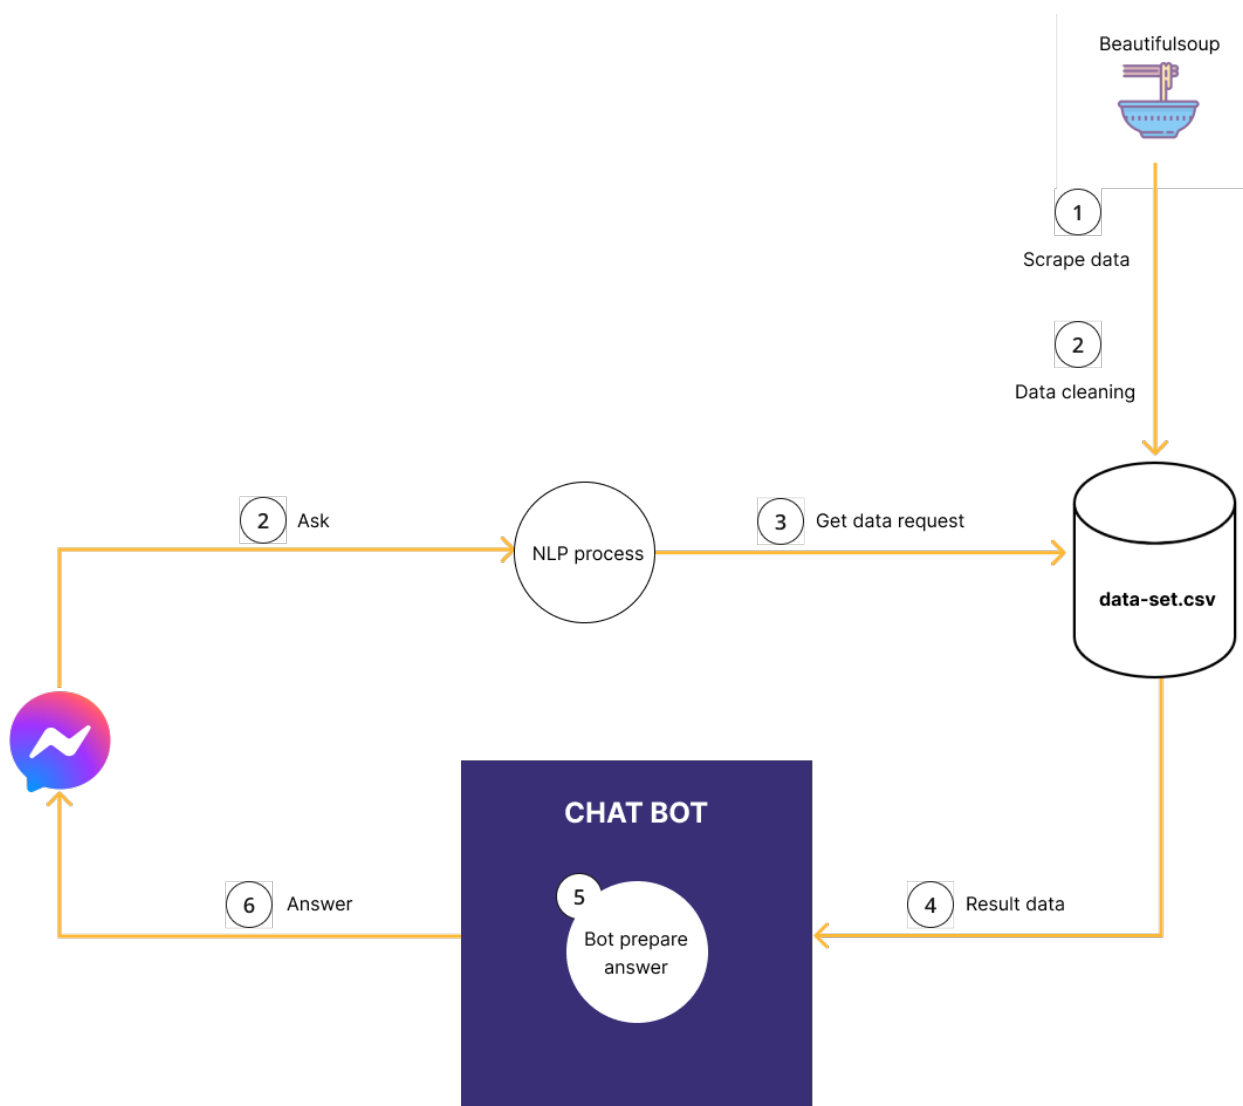 Beautifulsoup
1
Scrape data
2
Data cleaning
2 Ask
3 Get data request
NLP process
data-set.csv
CHAT BOT
5
Bot prepare
answer
6 Answer
4 Result data